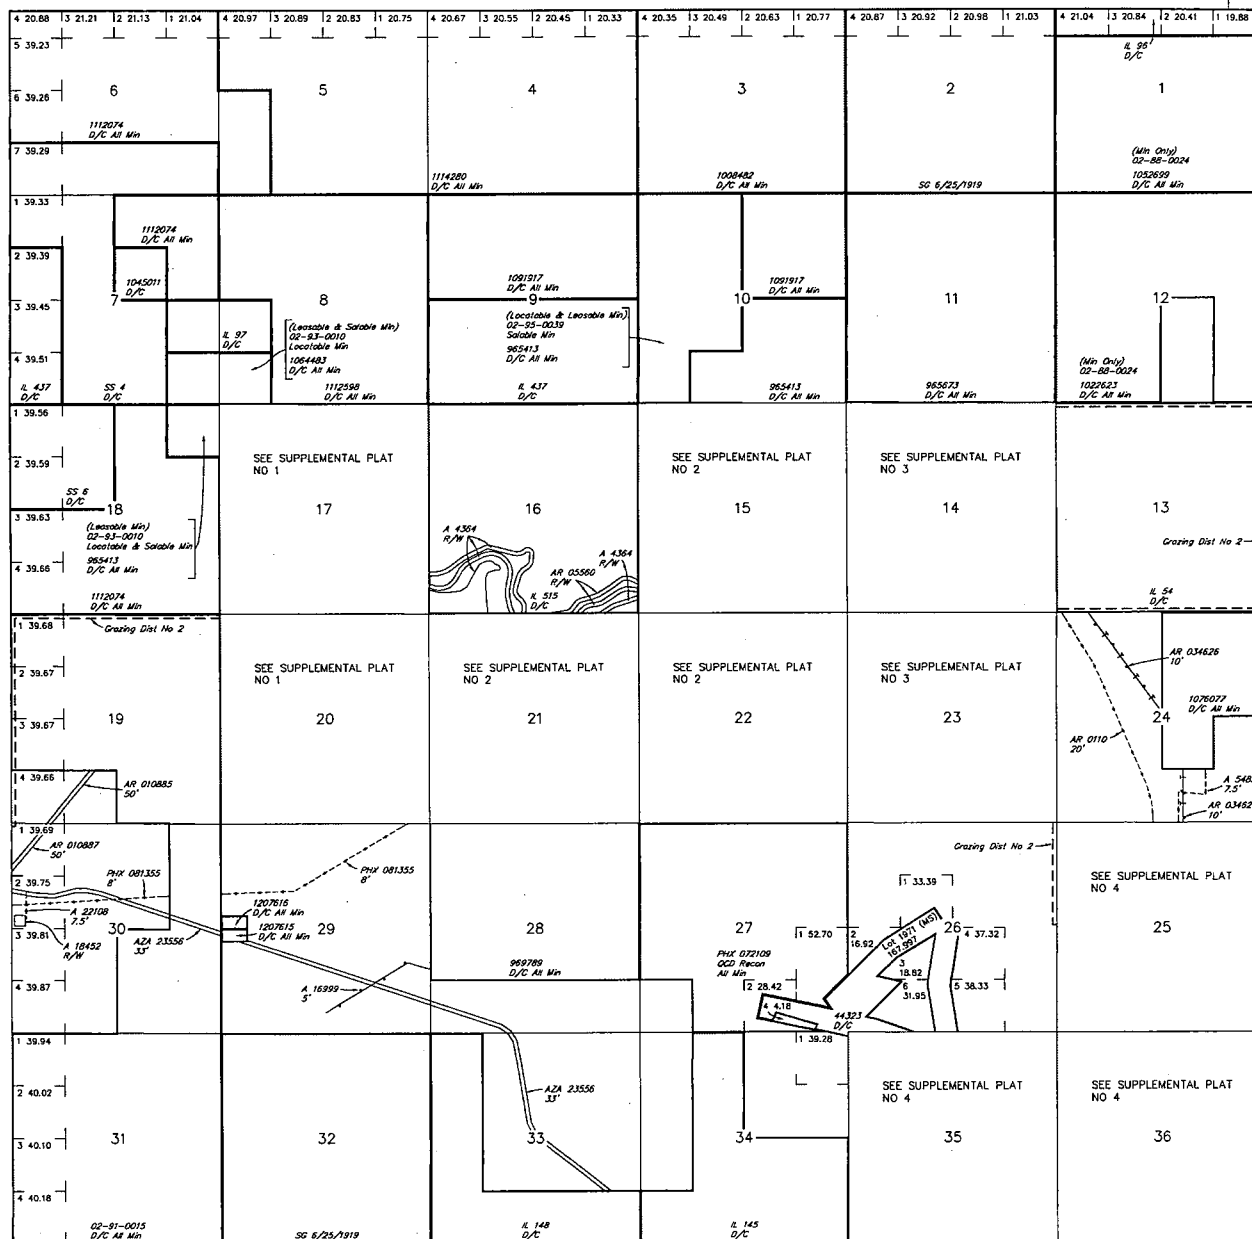 4 20.88 3 21.21 2 21.13 1 21.04 4 20.97 3 20.89 2 20.83 1 20.75 4 20.67 3 20.55 2 20.45 1 20.33 4 20.35 3 20.49 2 20.63 1 20.77 4 20.87 3 20.92 2 20.98 1 21.03 4 21.04 3 20.84 2 20.41 1 19.88
5 39.23
IL 96
D/C
6 39.26
6
5
4
3
2
1
1112074
D/C All Min
7 39.29
(Min Only)
02-88-0024
1052699
D/C All Min
1114280
D/C All Min
1008482
D/C All Min
SG 6/25/1919
1 39.33
1112074
D/C All Min
2 39.39
1045011
D/C
3 39.45
7
8
1091917
D/C All Min
9
10
1091917
D/C All Min
11
12
(Leasable & Salable Min)
02-93-0010
Locatable Min
1064483
D/C All Min
(Locatable & Leasable Min)
02-95-0039
Salable Min
965413
D/C All Min
IL 97
D/C
4 39.51
(Min Only)
02-88-0024
1022623
D/C All Min
IL 437
D/C
SS 4
D/C
1112598
D/C All Min
IL 437
D/C
965413
D/C All Min
965673
D/C All Min
1 39.56
2 39.59
SEE SUPPLEMENTAL PLAT
NO 1
SEE SUPPLEMENTAL PLAT
NO 2
SEE SUPPLEMENTAL PLAT
NO 3
SS 6
D/C
3 39.63
18
17
16
15
14
13
(Leasable Min)
02-93-0010
Locatable & Salable Min
965413
D/C All Min
A 4364
R/W
A 4364
R/W
AR 05560
R/W
Grazing Dist No 2
4 39.66
1112074
D/C All Min
IL 515
D/C
IL 54
D/C
1 39.68
Grazing Dist No 2
2 39.67
SEE SUPPLEMENTAL PLAT
NO 1
SEE SUPPLEMENTAL PLAT
NO 2
SEE SUPPLEMENTAL PLAT
NO 2
SEE SUPPLEMENTAL PLAT
NO 3
AR 034626
10'
1076077
D/C All Min
3 39.67
19
20
21
22
23
24
AR 0110
20'
4 39.66
AR 010885
50'
A 548
7.5'
AR 03462
10'
1 39.69
AR 010887
50'
Grazing Dist No 2
2 39.75
PHX 081355
8'
PHX 081355
8'
1 33.39
SEE SUPPLEMENTAL PLAT
NO 4
A 22108
7.5'
1207616
D/C All Min
1207615
D/C All Min
3 39.81
30
29
28
27
26
25
A 18452
R/W
AZA 23556
33'
1 52.70
2
16.92
Lot 1971 (MS)
167.997
4 37.32
PHX 072109
OCD Recon
All Min
969789
D/C All Min
3
18.82
4 39.87
A 16999
5'
2 28.42
6
31.95
5 38.33
4 4.18
44323
D/C
1 39.94
1 39.28
2 40.02
AZA 23556
33'
SEE SUPPLEMENTAL PLAT
NO 4
SEE SUPPLEMENTAL PLAT
NO 4
3 40.10
31
32
33
34
35
36
4 40.18
02-91-0015
D/C All Min
SG 6/25/1919
IL 148
D/C
IL 145
D/C